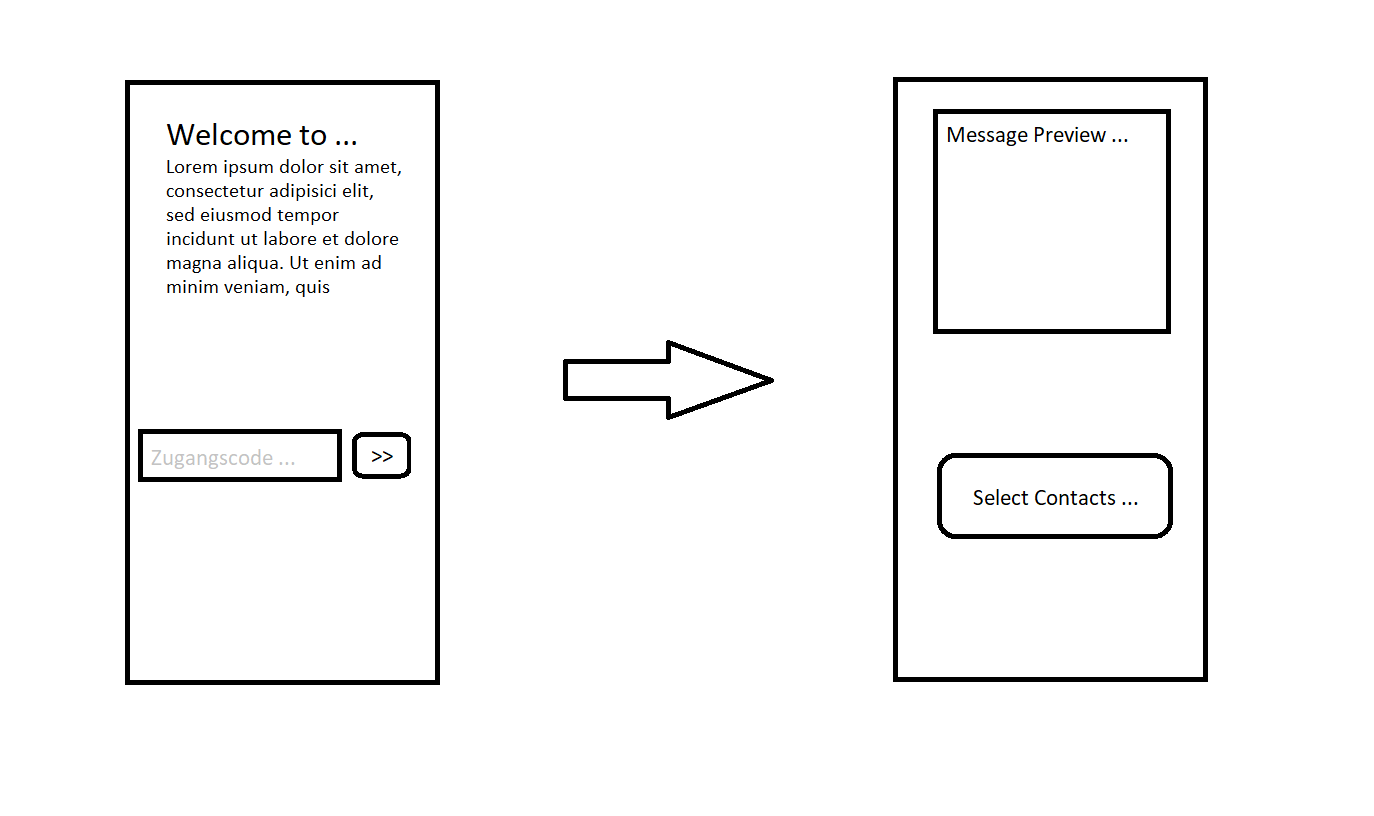 Welcome to ...
Lorem ipsum dolor sit amet,
consectetur adipisici elit,
sed eiusmod tempor
incidunt ut labore et dolore
magna aliqua. Ut enim ad
minim veniam, quis
Zugangscode ...
>>
Message Preview ...
Select Contacts ...